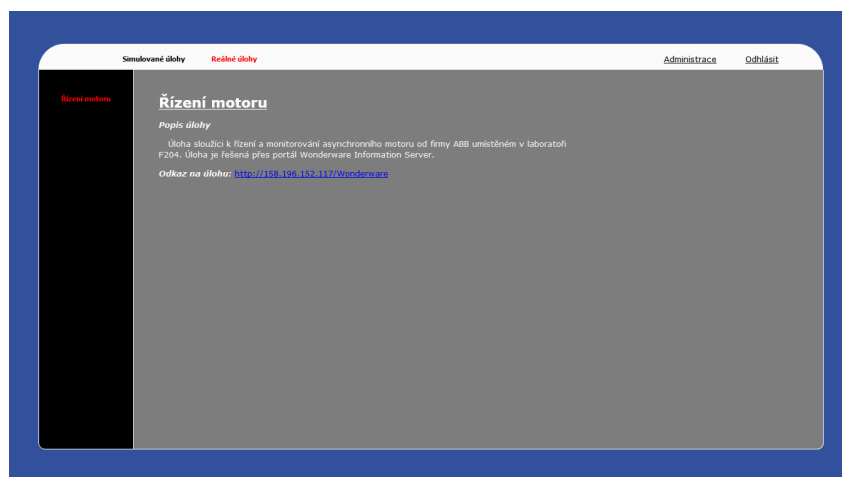 Simulované úlohy Reálné úlohy Administrace Odhlásit
Řízení motoru
Řízení motoru
Popis úlohy
Úloha sloužíci k řízení a monitorování asynchronního motoru od firmy ABB umístěném v laboratoři
F204. Úloha je řešená přes portál Wonderware Information Server.
Odkaz na úlohu: http://158.196.152.117/Wonderware